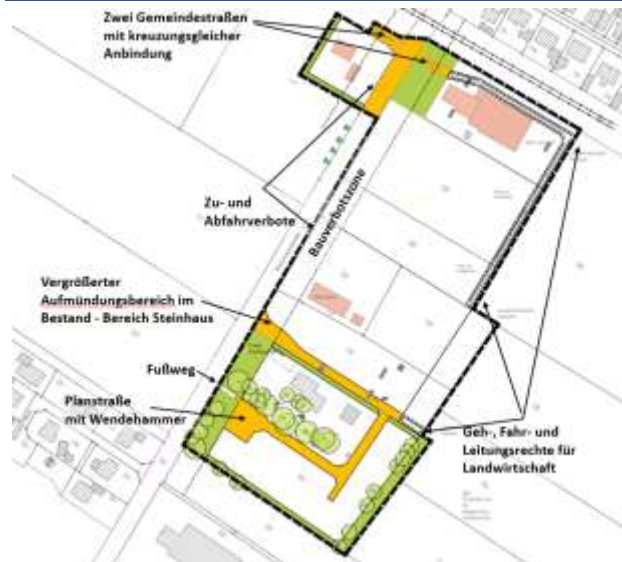 Zwei Gemeindestraßen
mit kreuzungsgleicher
Anbindung
Bauverbotszone
Zu- und
Abfahrverbote
Vergrößerter
Aufmündungsbereich im
Bestand - Bereich Steinhaus
Fußweg
Planstraße
mit Wendehammer
Geh-, Fahr- und
Leitungsrechte für
Landwirtschaft